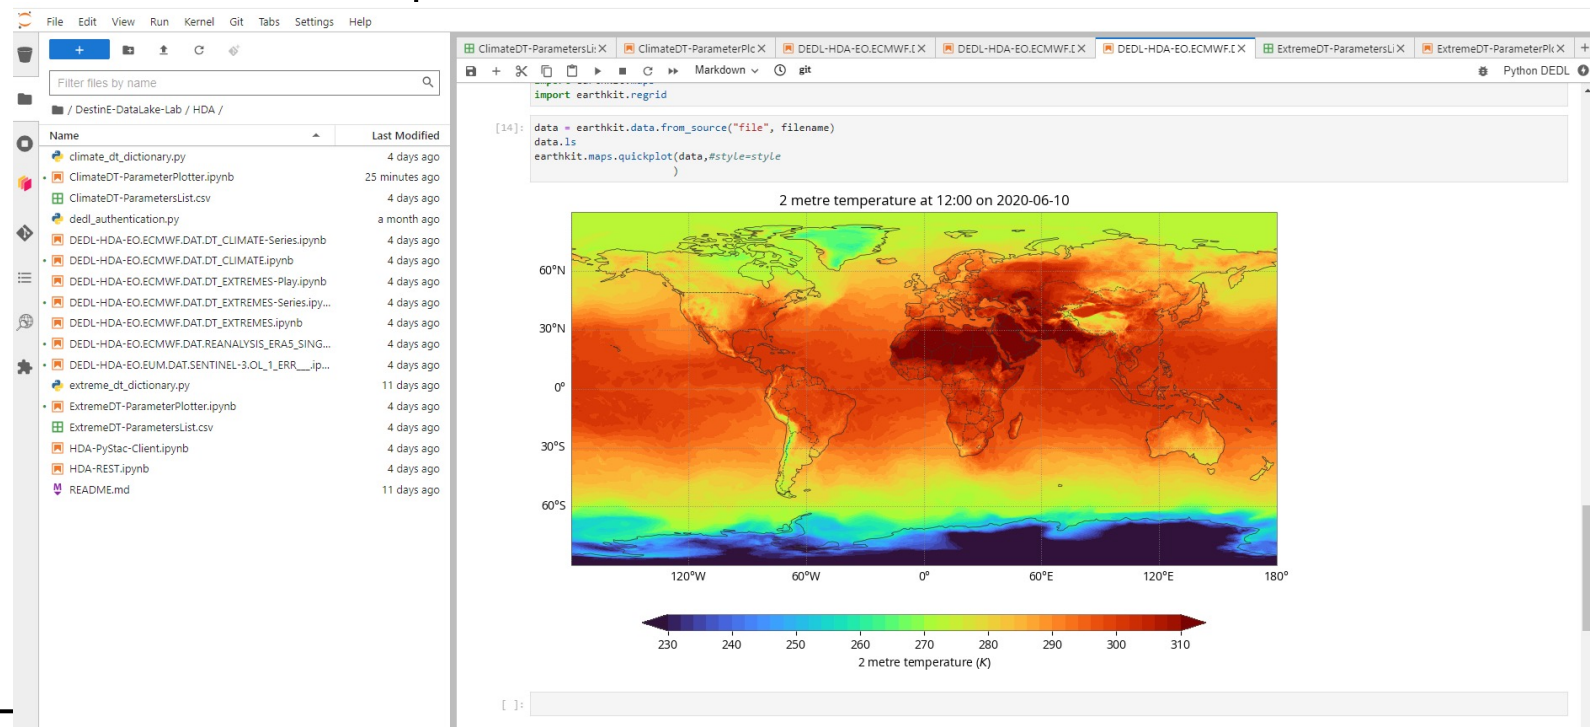 File Edit View Run Kernel Git Tabs Settings Help
Filter files by name
/ DestinE-DataLake-Lab / HDA /
Name Last Modified
climate_dt_dictionary.py 4 days ago
ClimateDT-ParameterPlotter.ipynb 25 minutes ago
ClimateDT-ParametersList.csv 4 days ago
dedl_authentication.py a month ago
DEDL-HDA-EO.ECMWF.DAT.DT_CLIMATE-Series.ipynb 4 days ago
DEDL-HDA-EO.ECMWF.DAT.DT_CLIMATE.ipynb 4 days ago
DEDL-HDA-EO.ECMWF.DAT.DT_EXTREMES-Play.ipynb 4 days ago
DEDL-HDA-EO.ECMWF.DAT.DT_EXTREMES-Series.ipy... 4 days ago
DEDL-HDA-EO.ECMWF.DAT.DT_EXTREMES.ipynb 4 days ago
DEDL-HDA-EO.ECMWF.DAT.REANALYSIS_ERA5_SING... 4 days ago
DEDL-HDA-EO.EUM.DAT.SENTINEL-3.OL_1_ERR___.ip... 4 days ago
extreme_dt_dictionary.py 11 days ago
ExtremeDT-ParameterPlotter.ipynb 4 days ago
ExtremeDT-ParametersList.csv 4 days ago
HDA-PyStac-Client.ipynb 4 days ago
HDA-REST.ipynb 4 days ago
README.md 11 days ago
ClimateDT-ParametersLi: ClimateDT-ParameterPlc DEDL-HDA-EO.ECMWF.[ DEDL-HDA-EO.ECMWF.[ DEDL-HDA-EO.ECMWF.[ ExtremeDT-ParametersLi ExtremeDT-ParameterPlc
Markdown git Python DEDL
import earthkit.regrid
[14]: data = earthkit.data.from_source("file", filename)
data.ls
earthkit.maps.quickplot(data,#style=style
)
2 metre temperature at 12:00 on 2020-06-10
60°N
30°N
0°
30°S
60°S
120°W 60°W 0° 60°E 120°E 180°
230 240 250 260 270 280 290 300 310
2 metre temperature (K)
[ ]: